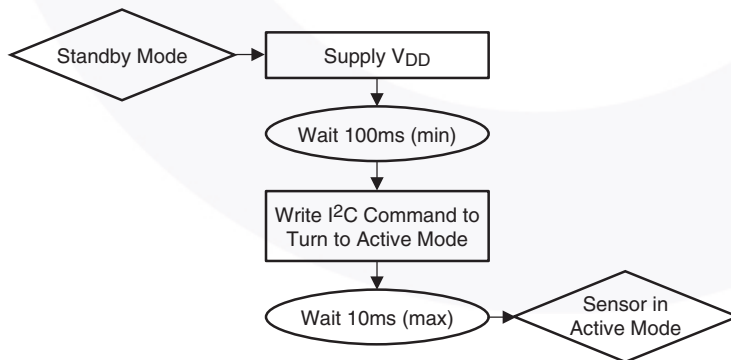 Standby Mode
Supply VDD
Wait 100ms (min)
Write I2C Command to
Turn to Active Mode
Wait 10ms (max)
Sensor in
Active Mode